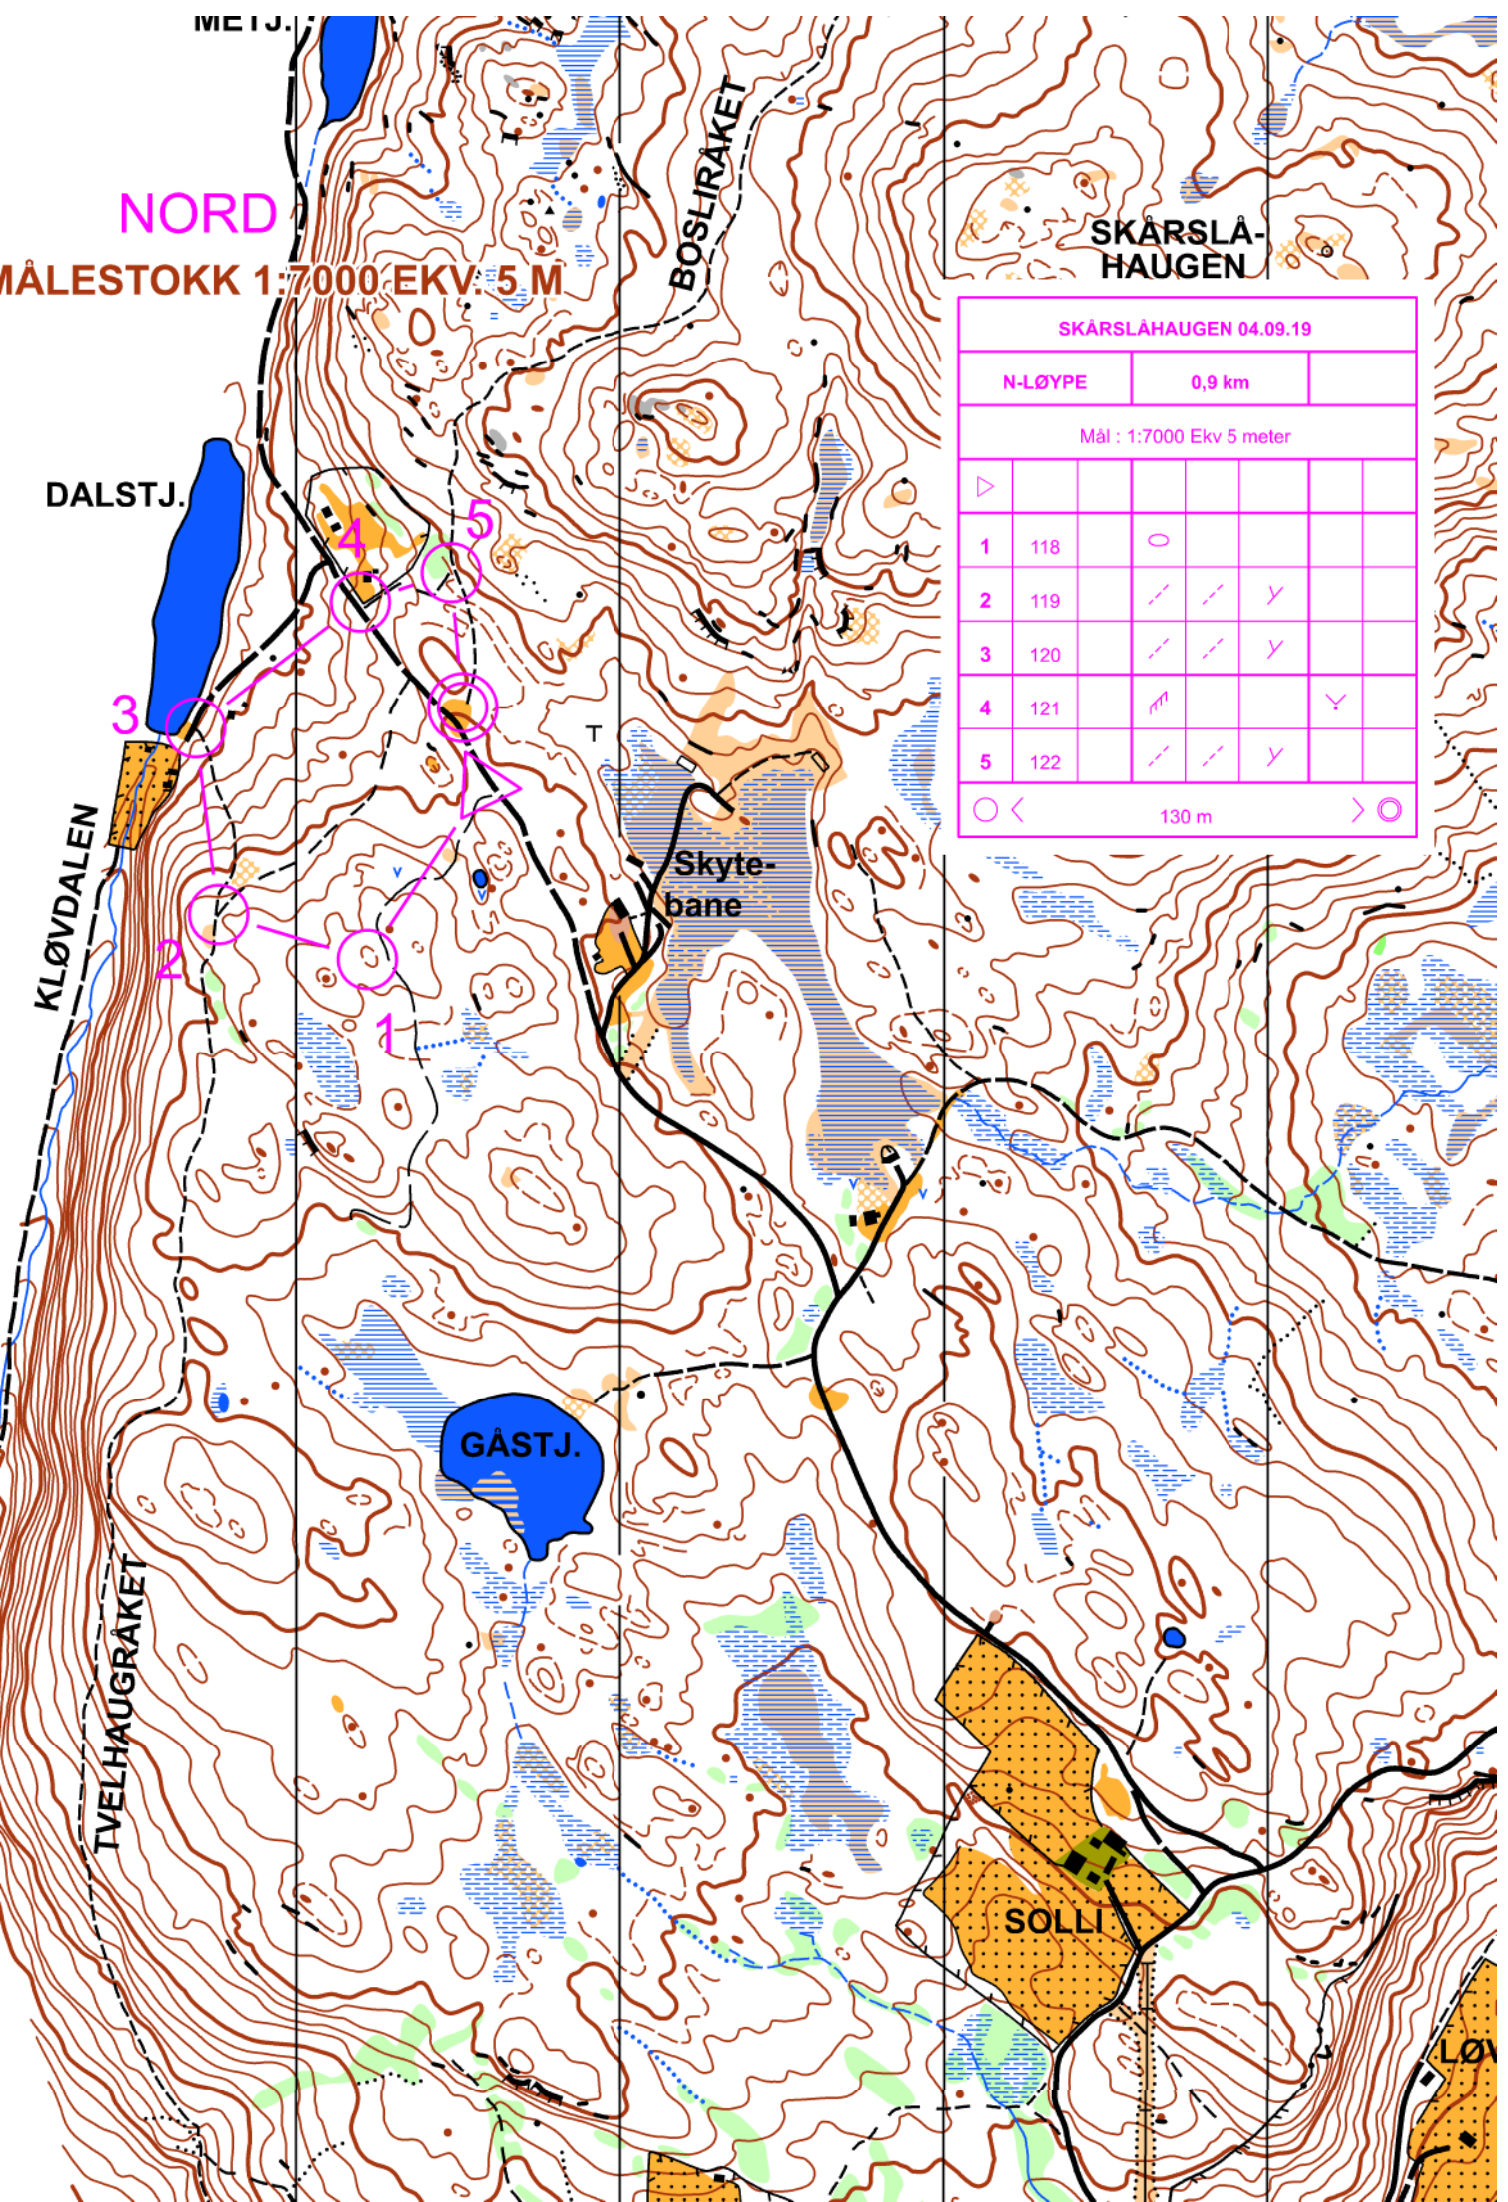 METJ.
NORD
MÅLESTOKK 1:7000 EKV. 5 M
BOSLIRÅKET
SKÅRSLÅ-
HAUGEN
SKÅRSLÅHAUGEN 04.09.19
N-LØYPE 0,9 km
Mål : 1:7000 Ekv 5 meter
1 118
2 119
3 120
4 121
5 122
130 m
DALSTJ.
4
5
3
2
1
KLØVDALEN
Skyte-
bane
GÅSTJ.
TVELHAUGRÅKET
SOLLI
LØV